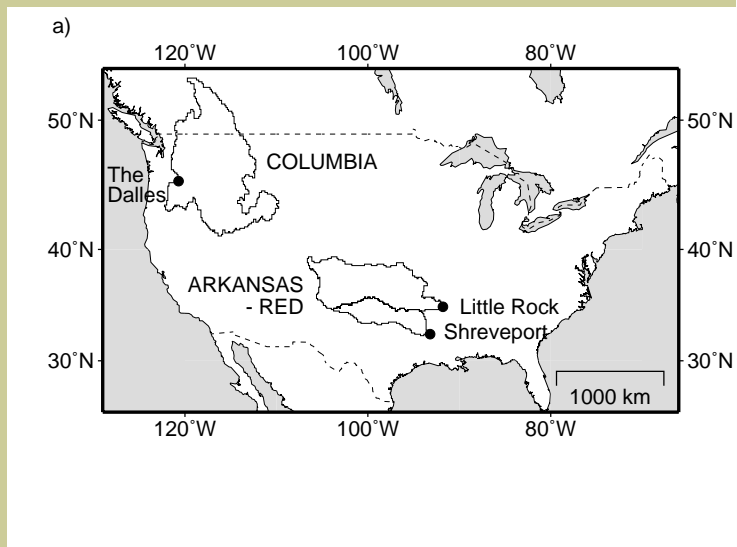 a)
120˚W 100˚W 80˚W
50˚N 50˚N
COLUMBIA
The
Dalles
40˚N 40˚N
ARKANSAS
- RED
Little Rock
Shreveport
30˚N 30˚N
1000 km
120˚W 100˚W 80˚W